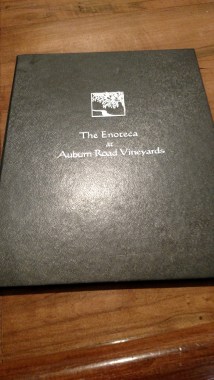 The Enoteca
at
Auburn Road Vineyards